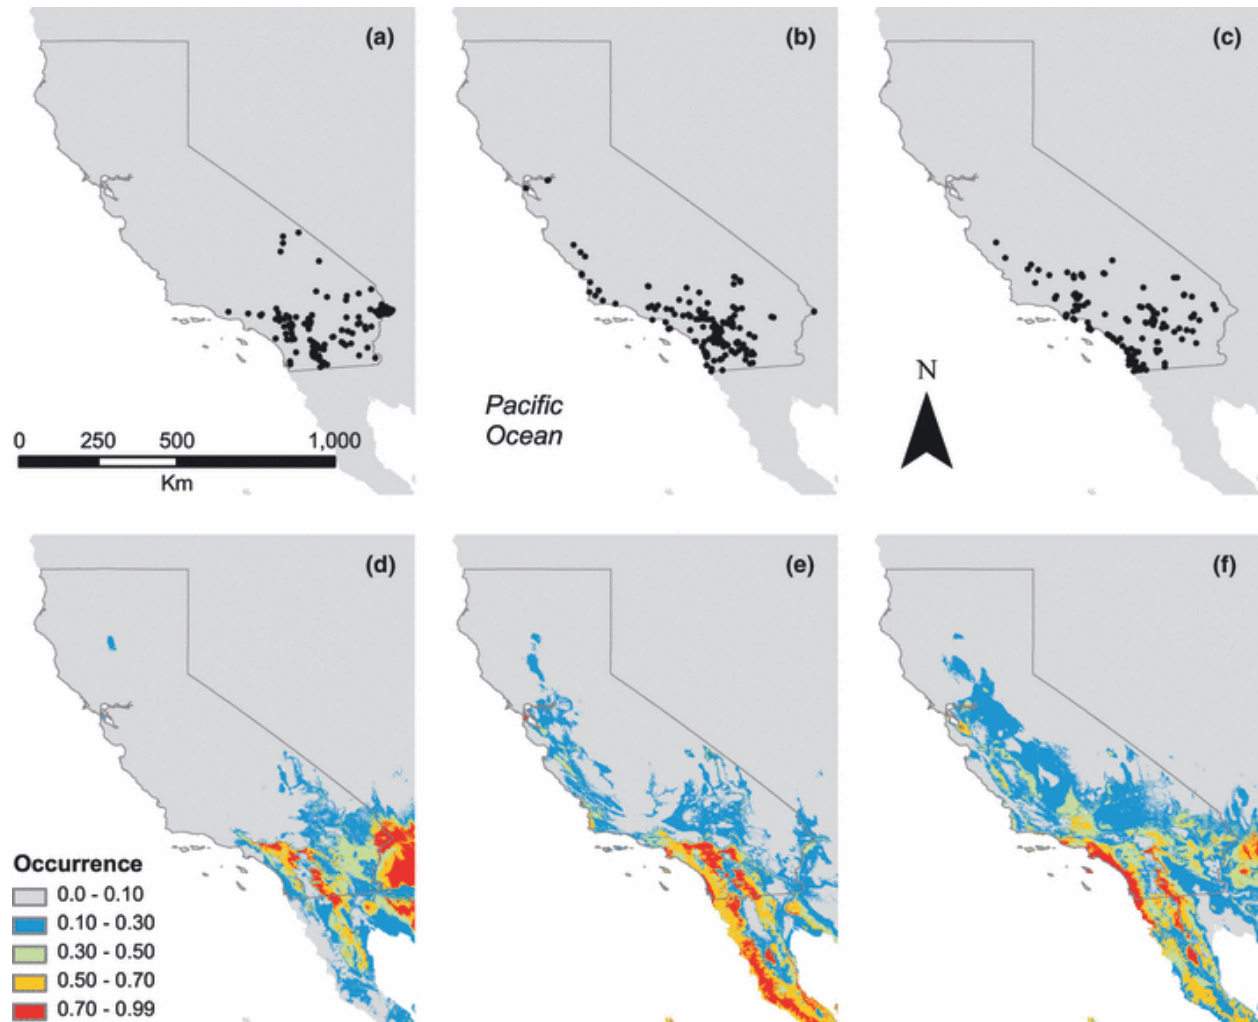 (a)
(b)
(c)
N
Pacific
Ocean
0 250 500 1,000
Km
(d)
(e)
(f)
Occurrence
0.0 - 0.10
0.10 - 0.30
0.30 - 0.50
0.50 - 0.70
0.70 - 0.99